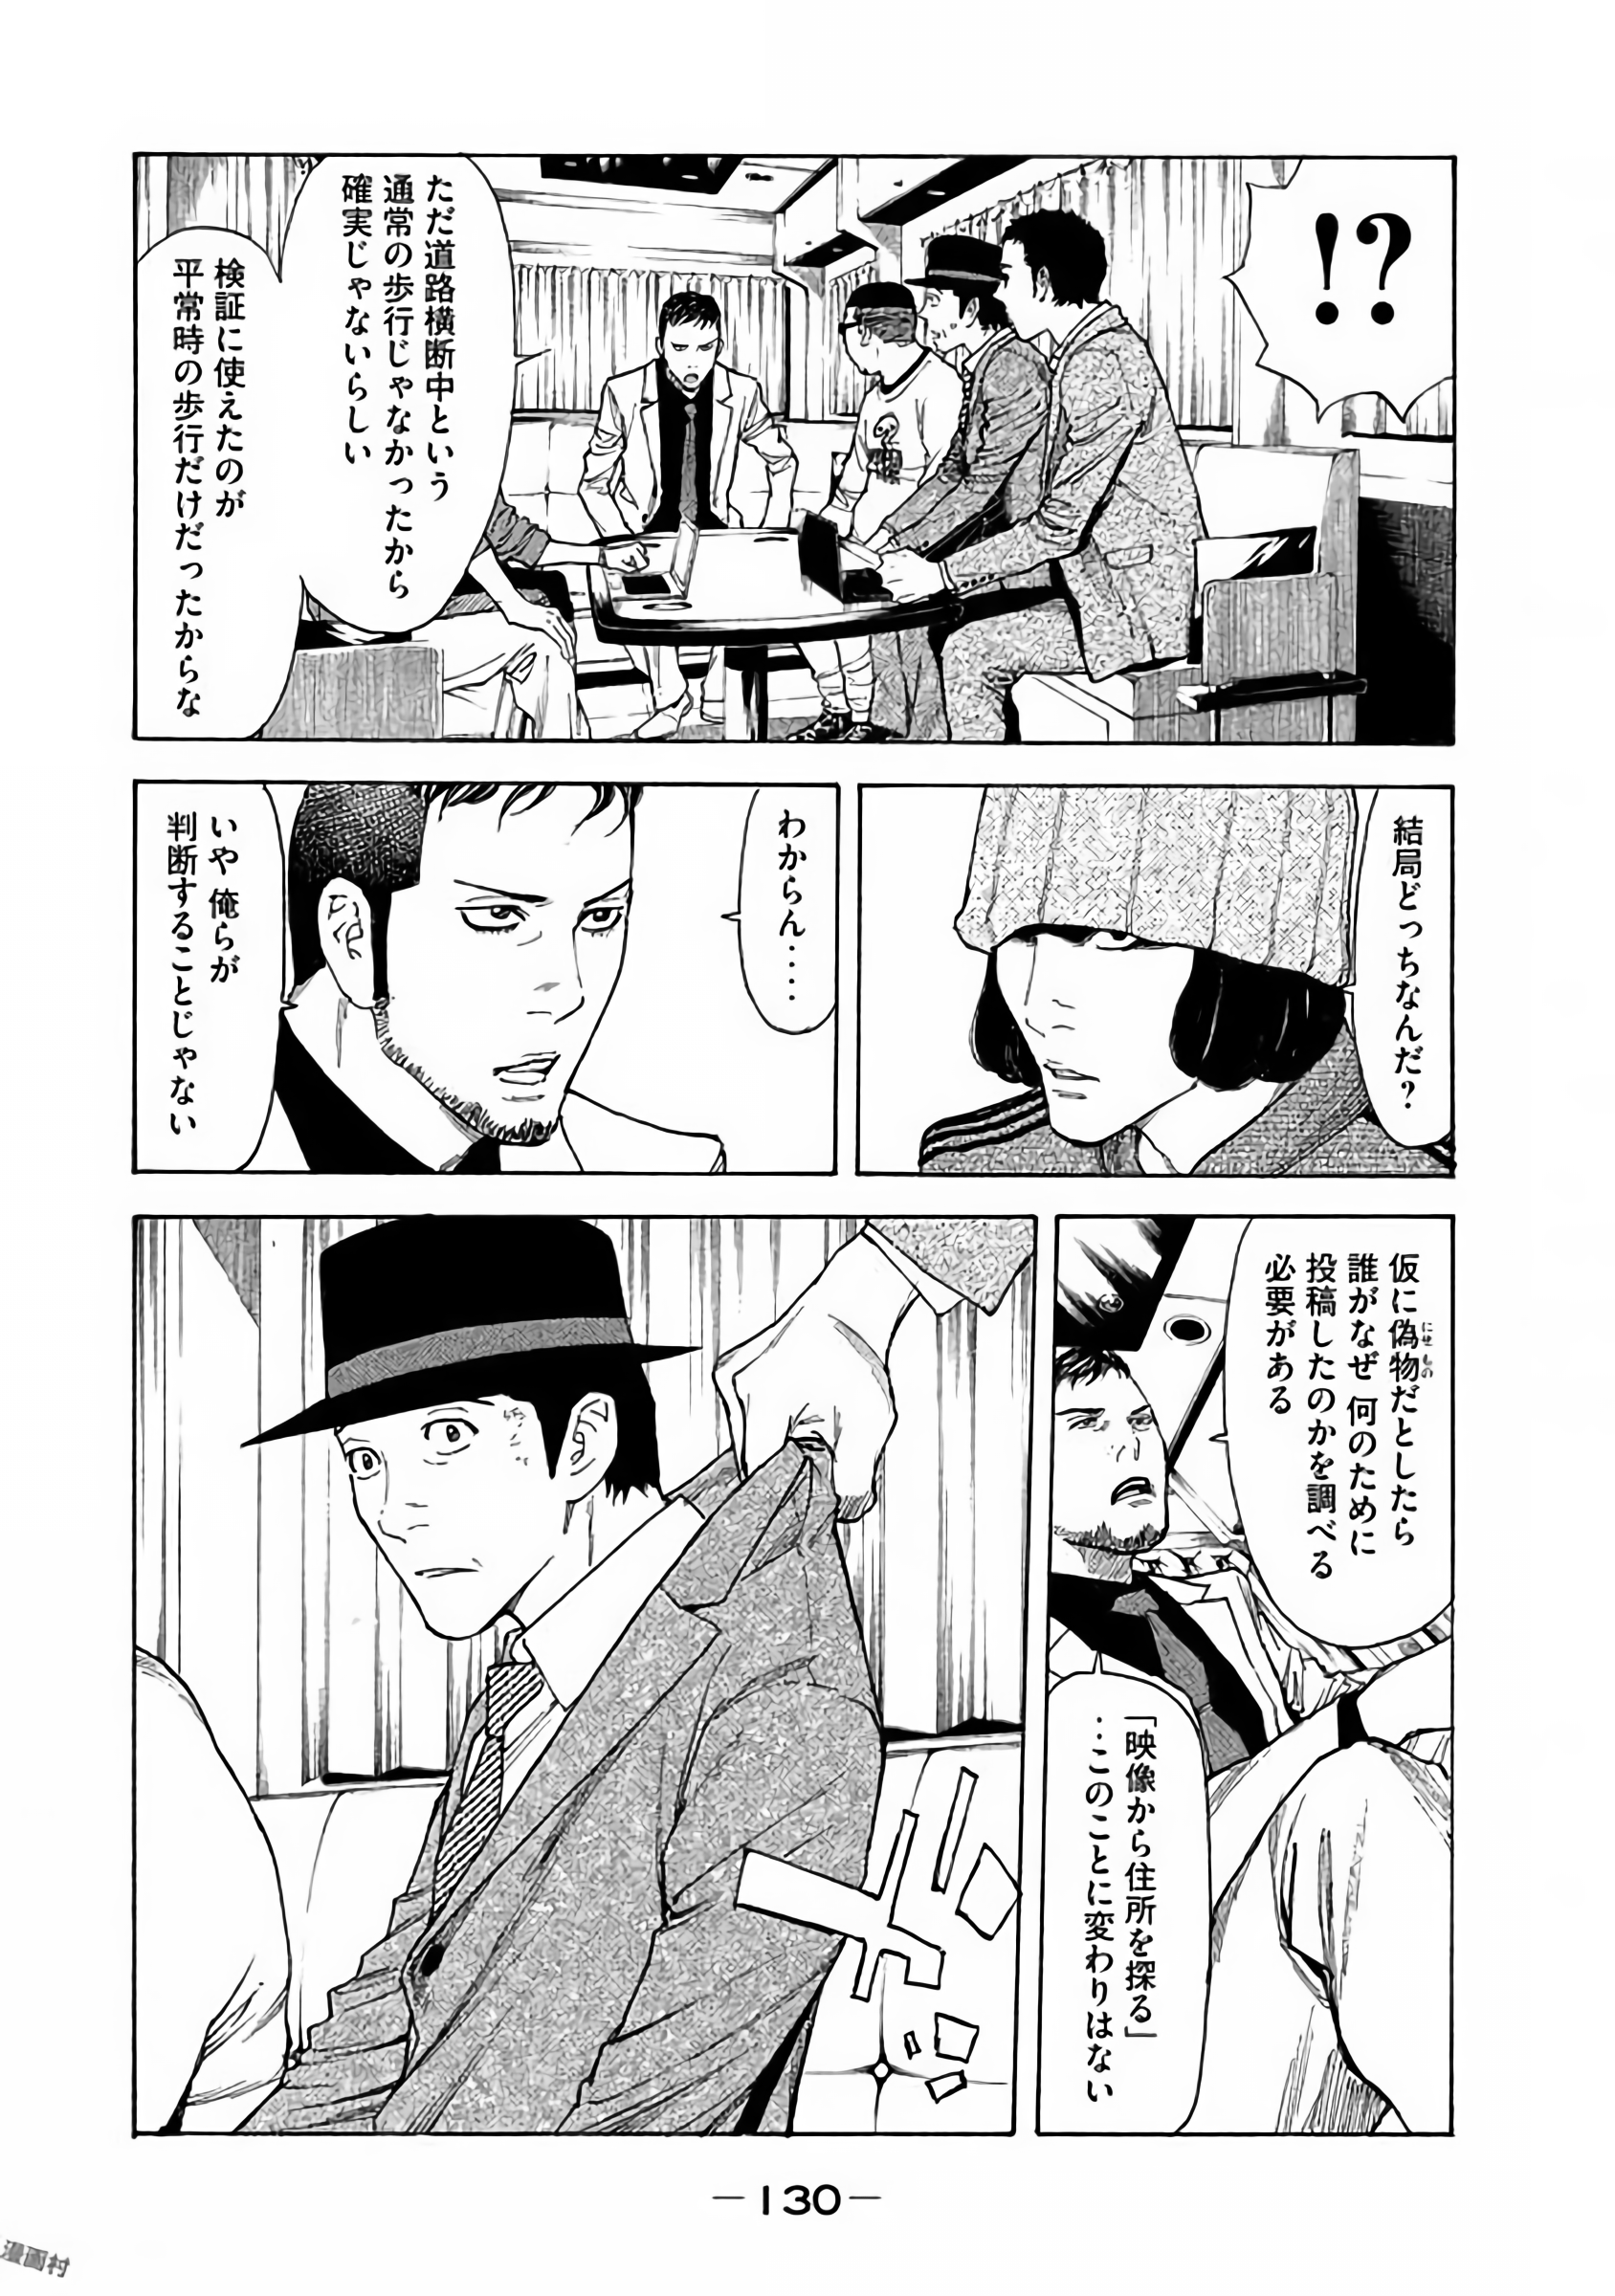 !?
ただ道路横断中という
通常の歩行じゃなかったから
確実じゃないらしい
検証に使えたのが
平常時の歩行だけだったからな
結局どっちなんだ?
わからん‥‥
いや 俺らが
判断することじゃない
仮に偽物だとしたら
にせもの
誰がなぜ 何のために
投稿したのかを調べる
必要がある
「映像から住所を探る」
‥このことに変わりはない
—130—
漫画村